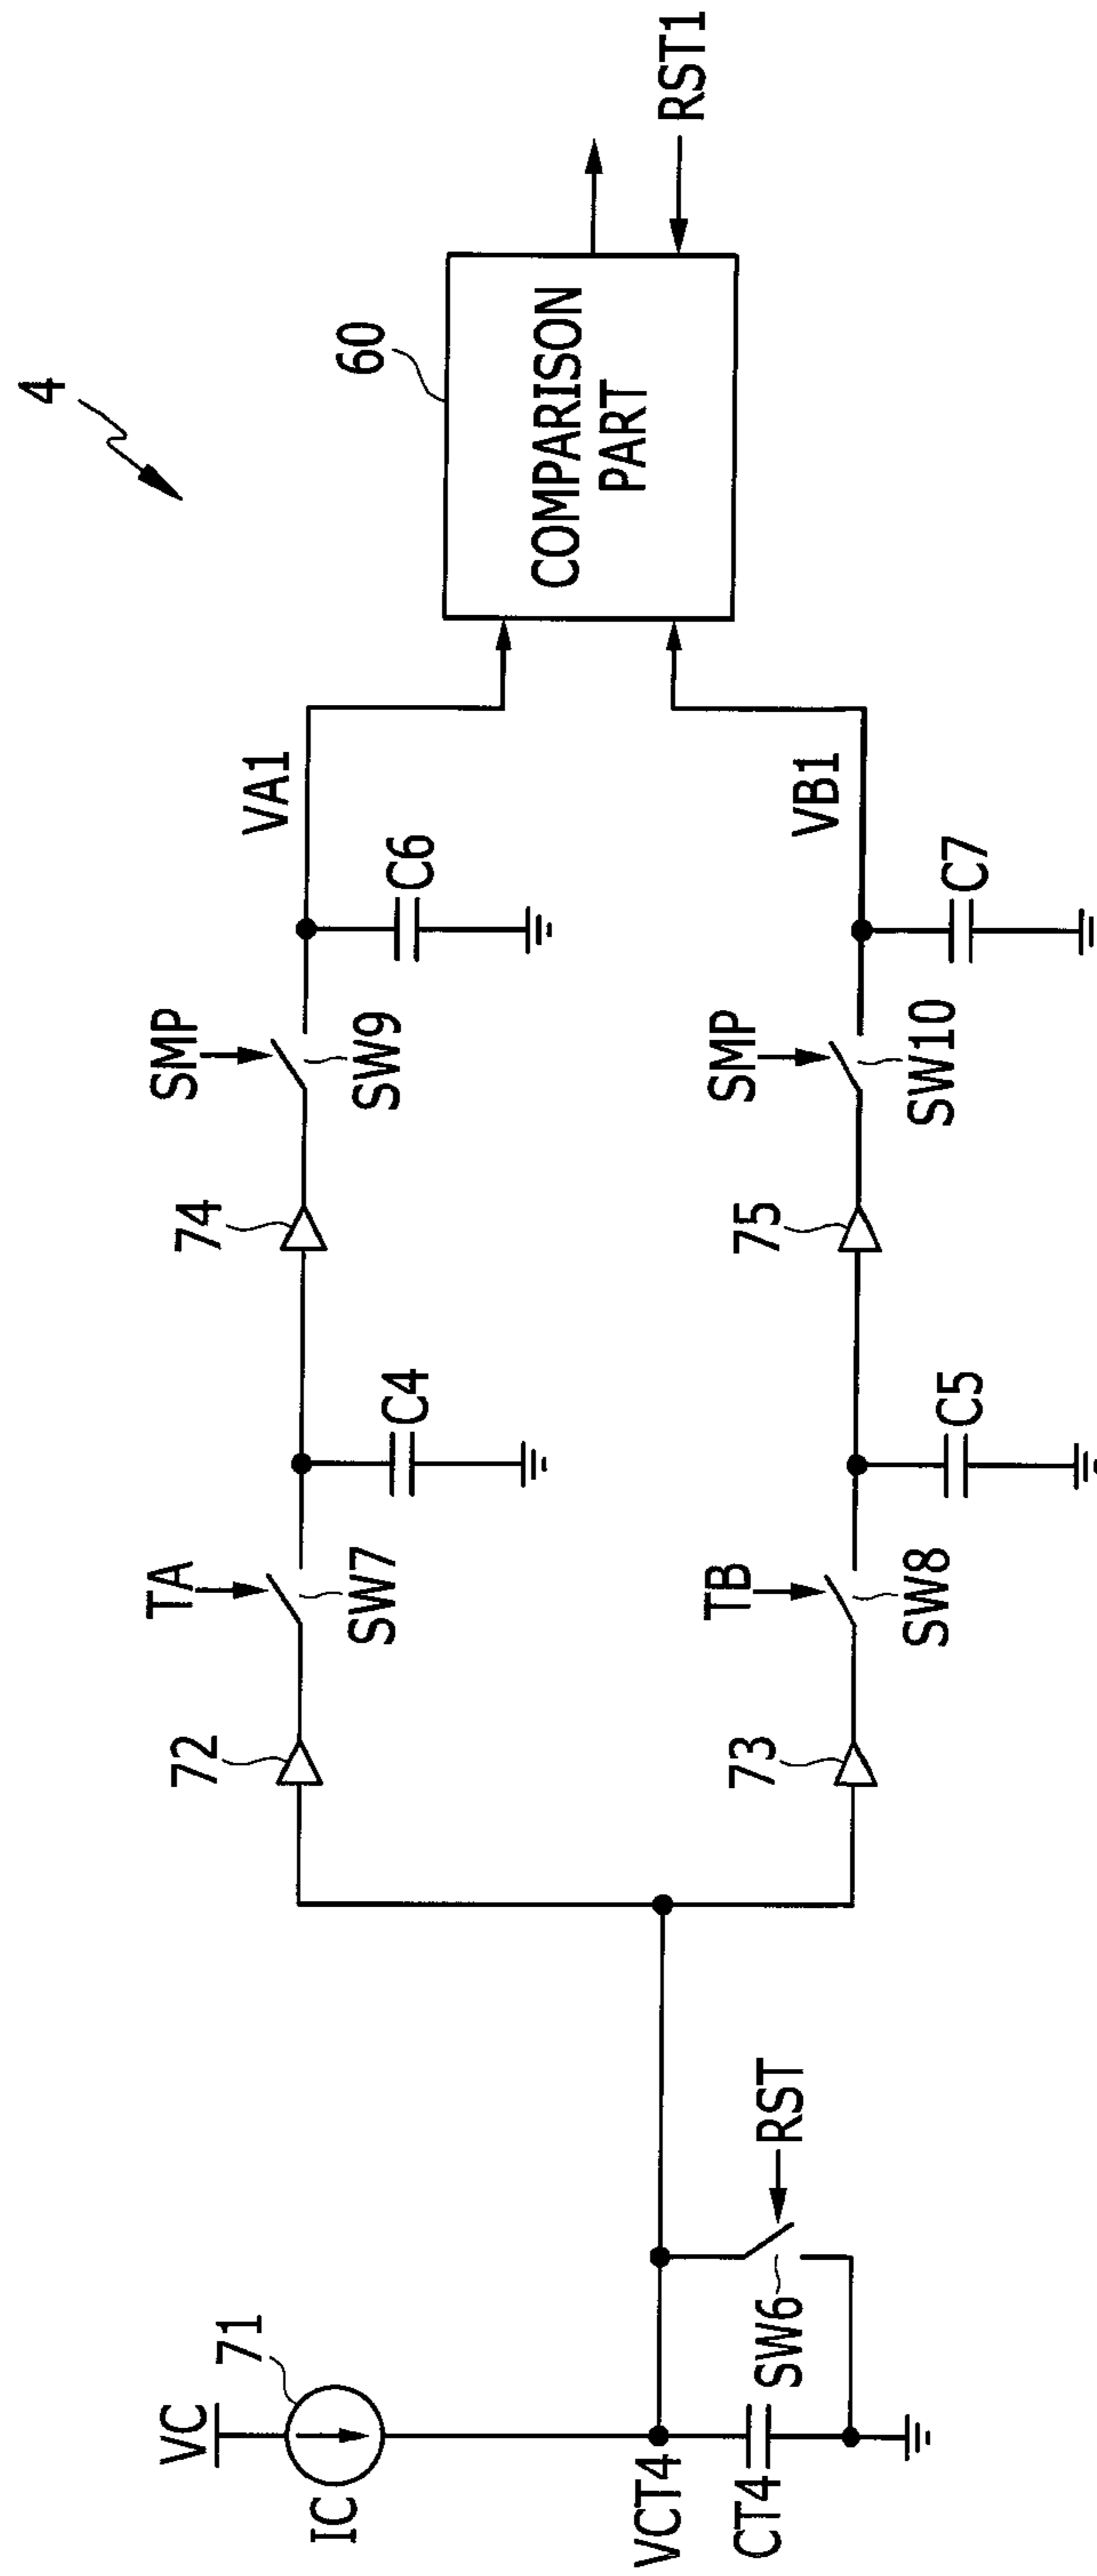 4
VC
71
IC
VCT4
CT4
SW6
RST
72
TA
SW7
C4
74
SMP
SW9
C6
VA1
73
TB
SW8
C5
75
SMP
SW10
C7
VB1
60
COMPARISON
PART
RST1